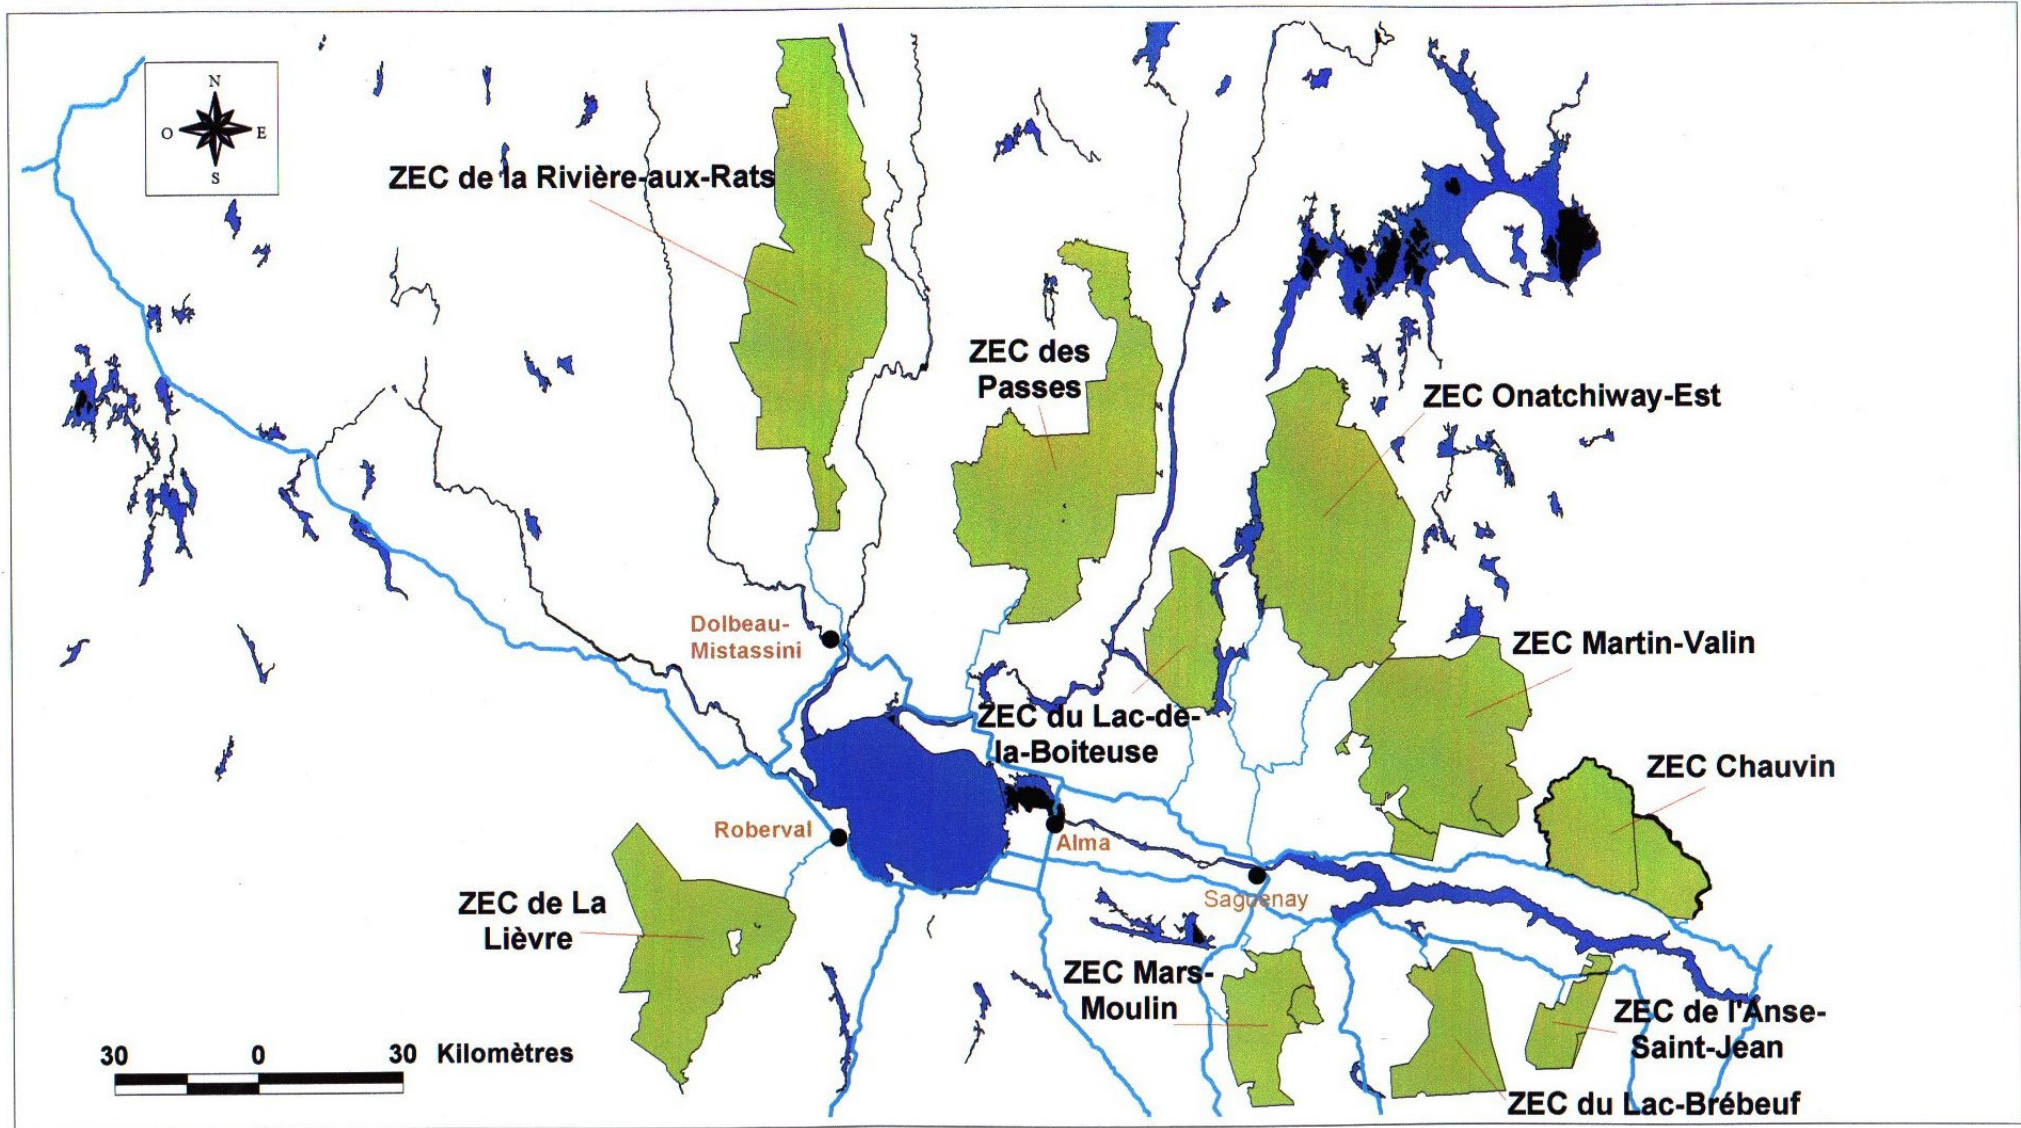 N
O
E
S
ZEC de la Rivière-aux-Rats
ZEC des
Passes
ZEC Onatchiway-Est
Dolbeau-
Mistassini
ZEC Martin-Valin
ZEC du Lac-de-
la-Boiteuse
ZEC Chauvin
Roberval
Alma
Saguenay
ZEC de La
Lièvre
ZEC Mars-
Moulin
ZEC de l'Anse-
Saint-Jean
30 0 30 Kilomètres
ZEC du Lac-Brébeuf